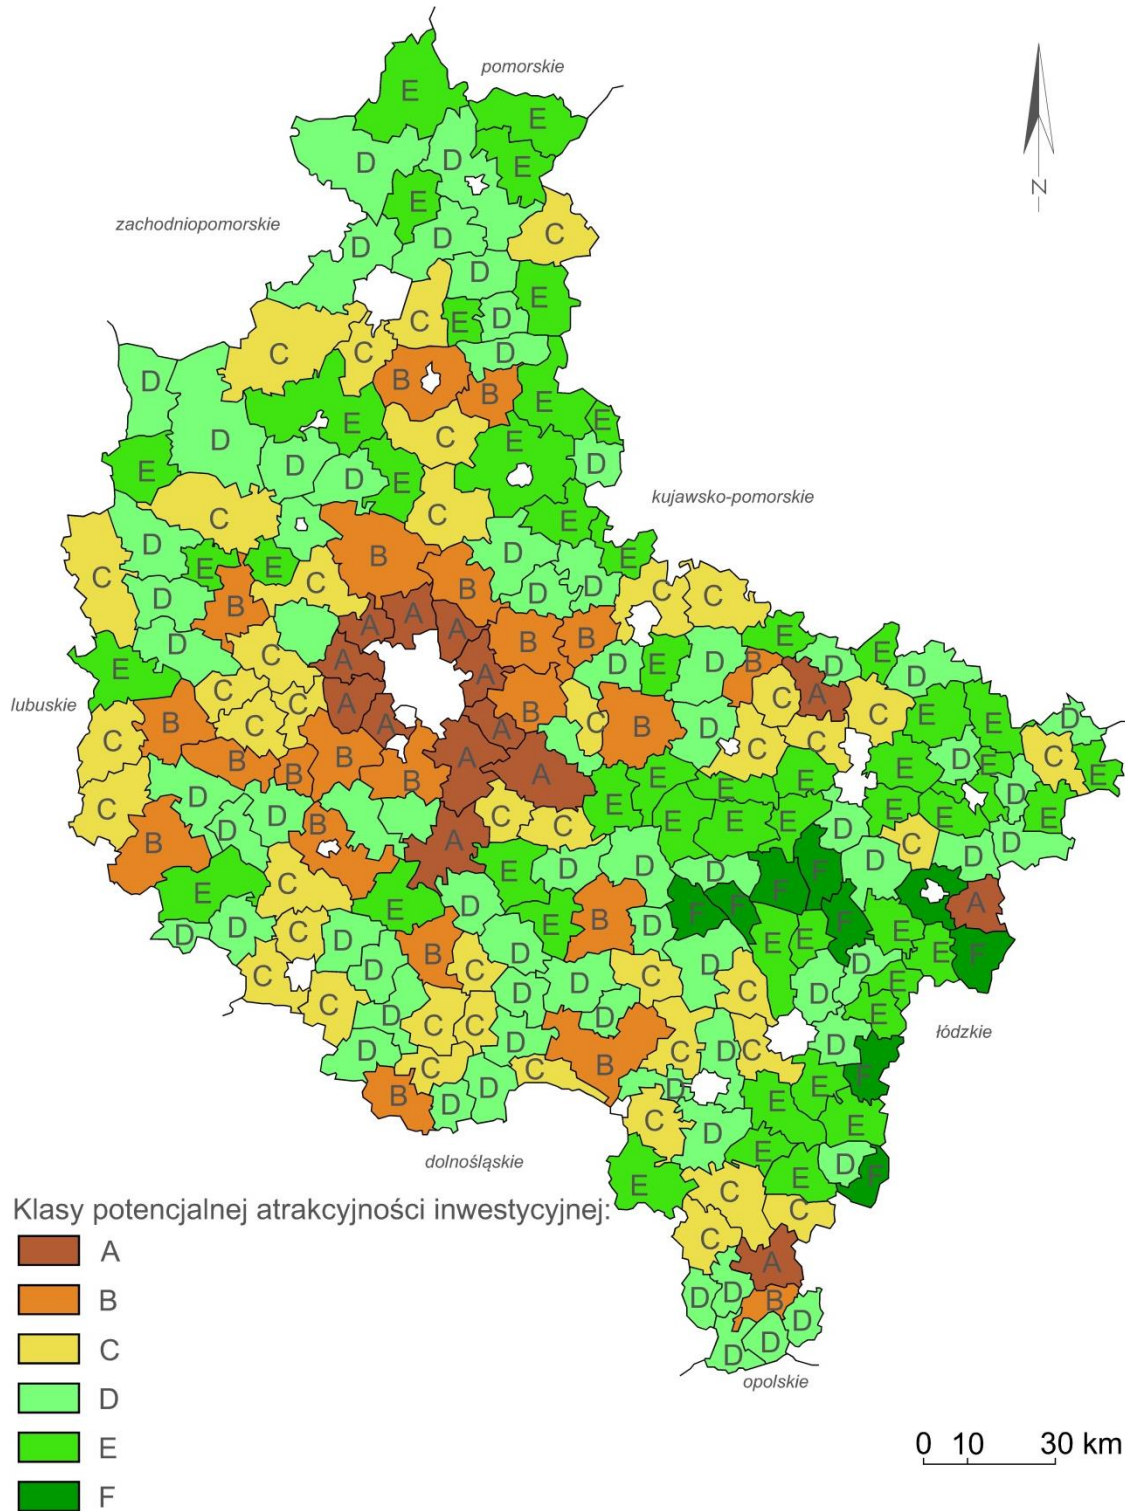 E
pomorskie
E
D D E
E
zachodniopomorskie
D D C
D
E
C E D
C C D
D B B E
E E
D C E
E D D E D
kujawsko-pomorskie
C C E
D B D E
C E E C B D D C C
D B A A A
D C A B B D E D B E D E D
E A
lubuskie
C C A B C B C A C E E D
B C A A D
C B B B A C C E D E C
B A E E E
C D B E E E E D E E
D D B C C E E E D C D D
B A
E C E E D D D F F D
D B F F F A
D D C D B D E D E E E E F
C D C D D D E
C D C C D C D C D E
D D D B C D C D
łódzkie
C C D E F
B D D C D E
dolnośląskie
E E D F
E C C
C A
D D B D
D D
opolskie
N
Klasy potencjalnej atrakcyjności inwestycyjnej:
A
B
C
D
E
F
0 10 30 km